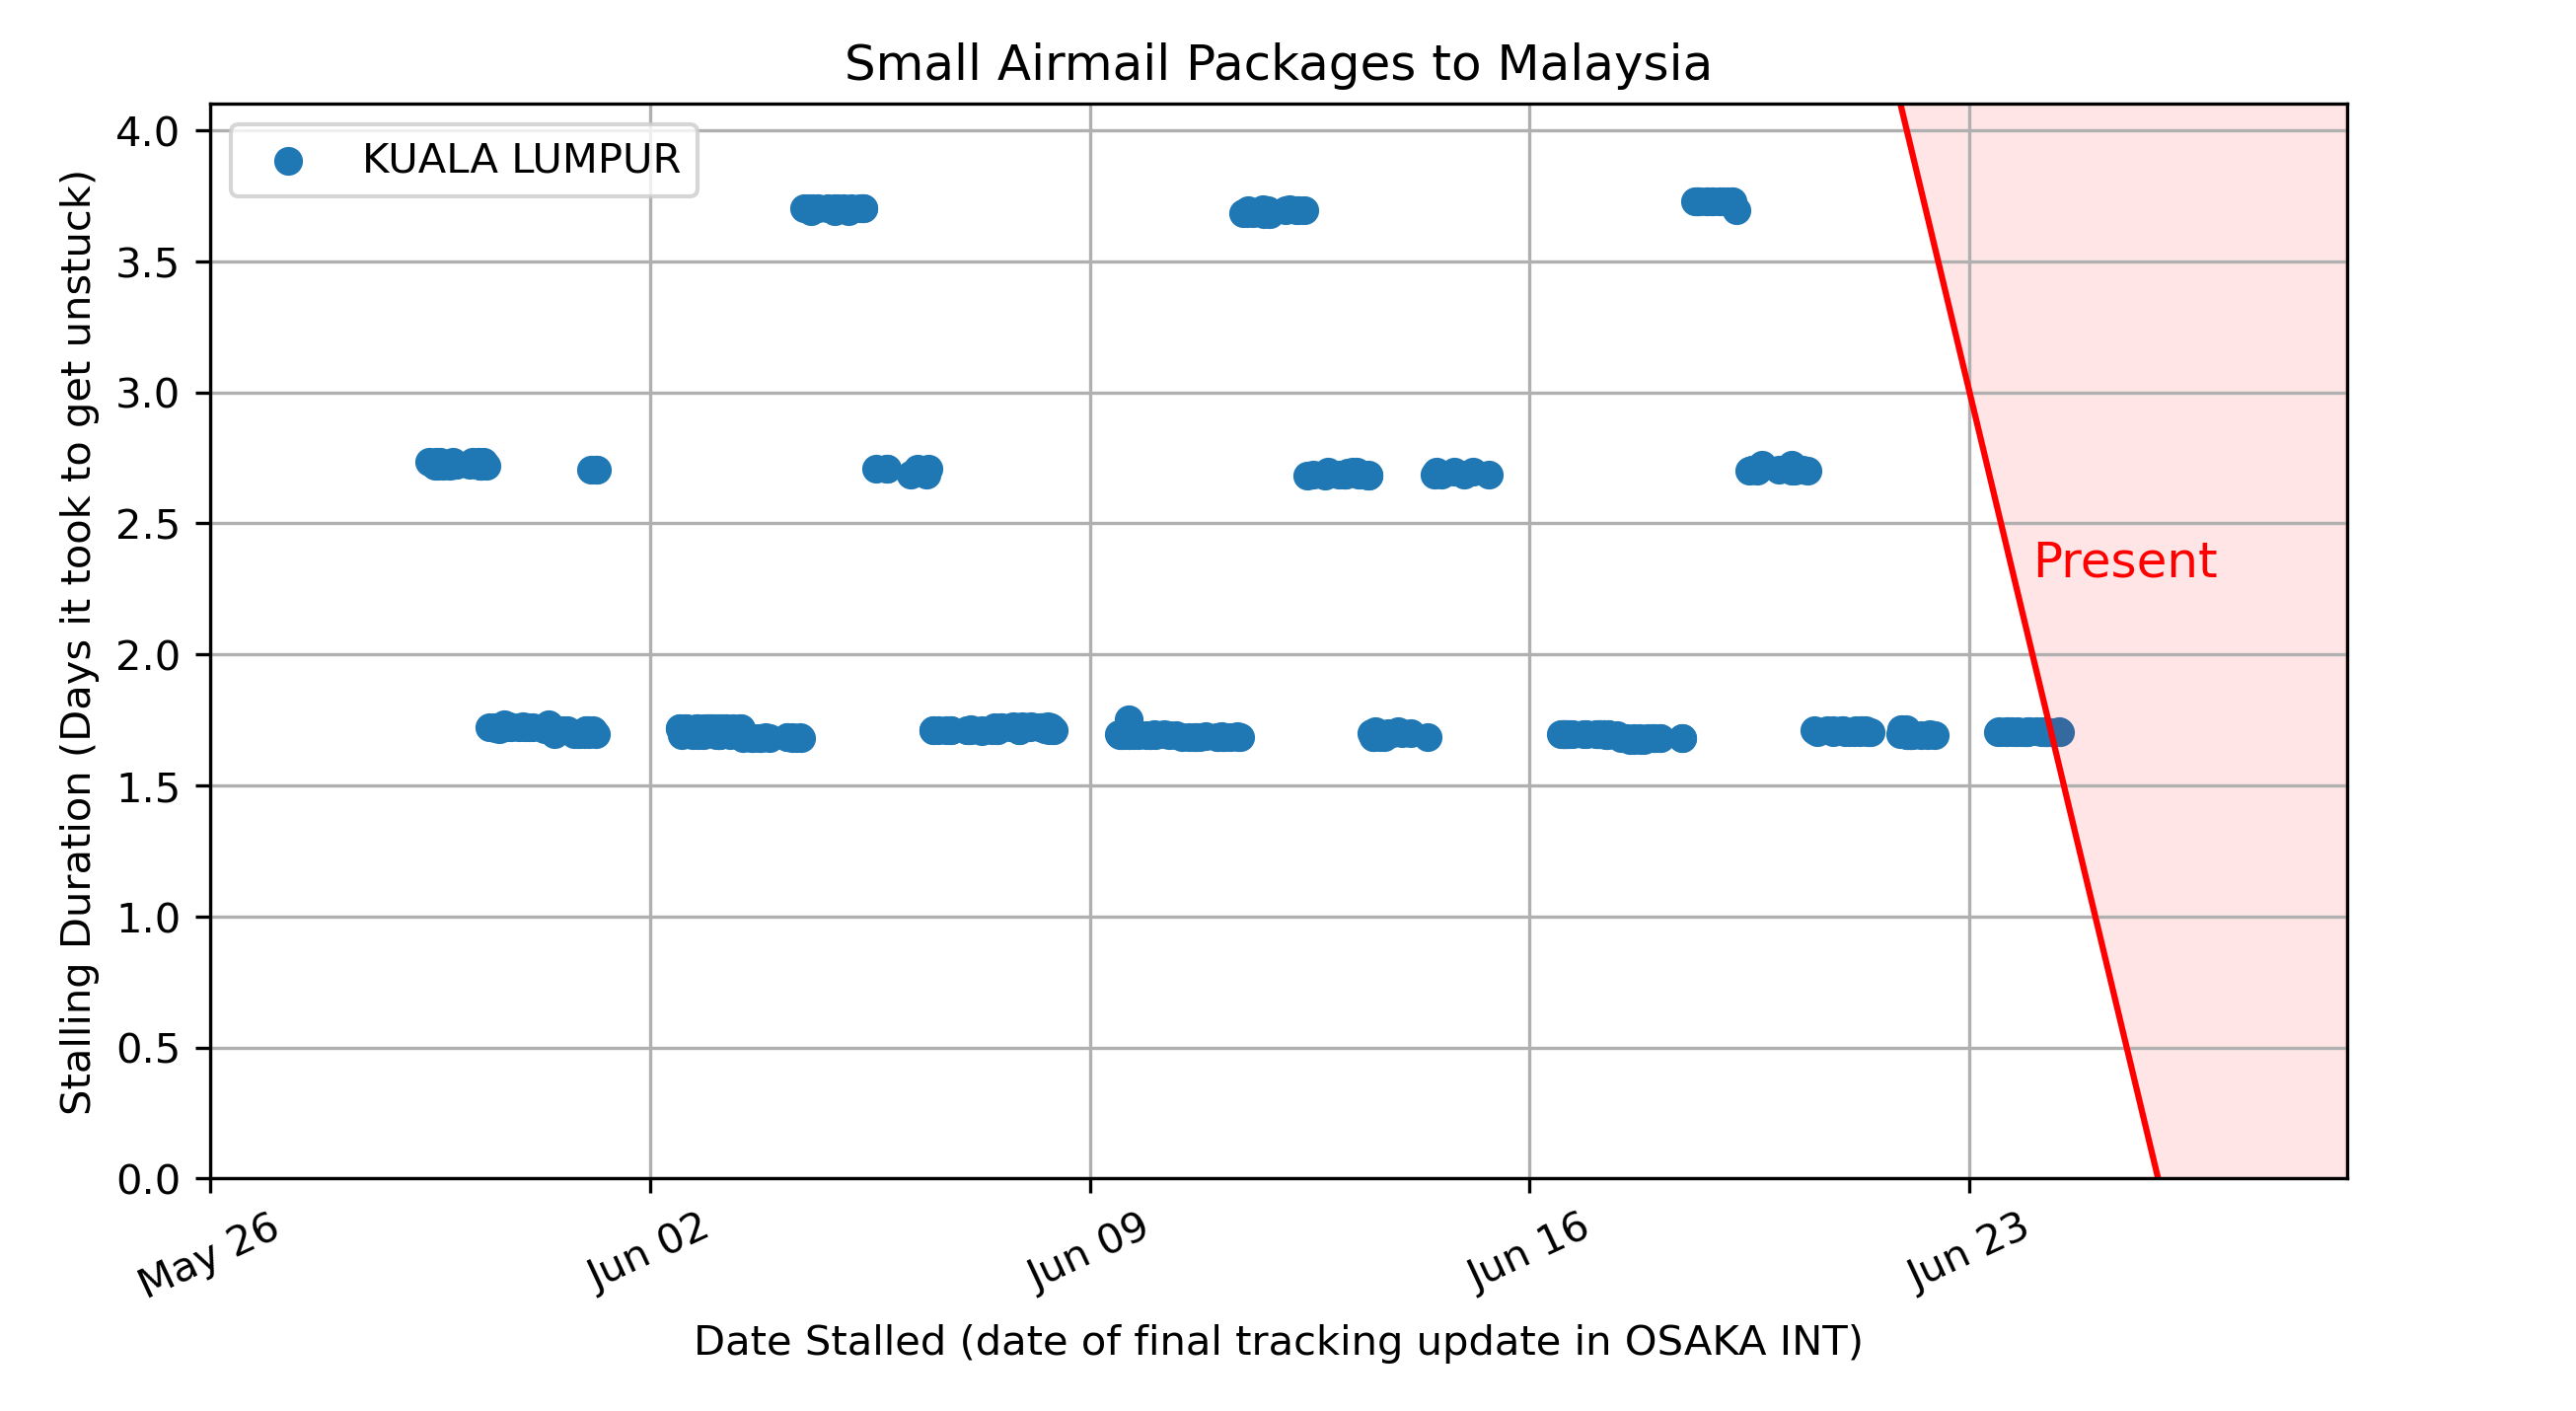 Small Airmail Packages to Malaysia
KUALA LUMPUR
Stalling Duration (Days it took to get unstuck)
4.0
3.5
3.0
2.5
2.0
1.5
1.0
0.5
0.0
Present
May 26
Jun 02
Jun 09
Jun 16
Jun 23
Date Stalled (date of final tracking update in OSAKA INT)